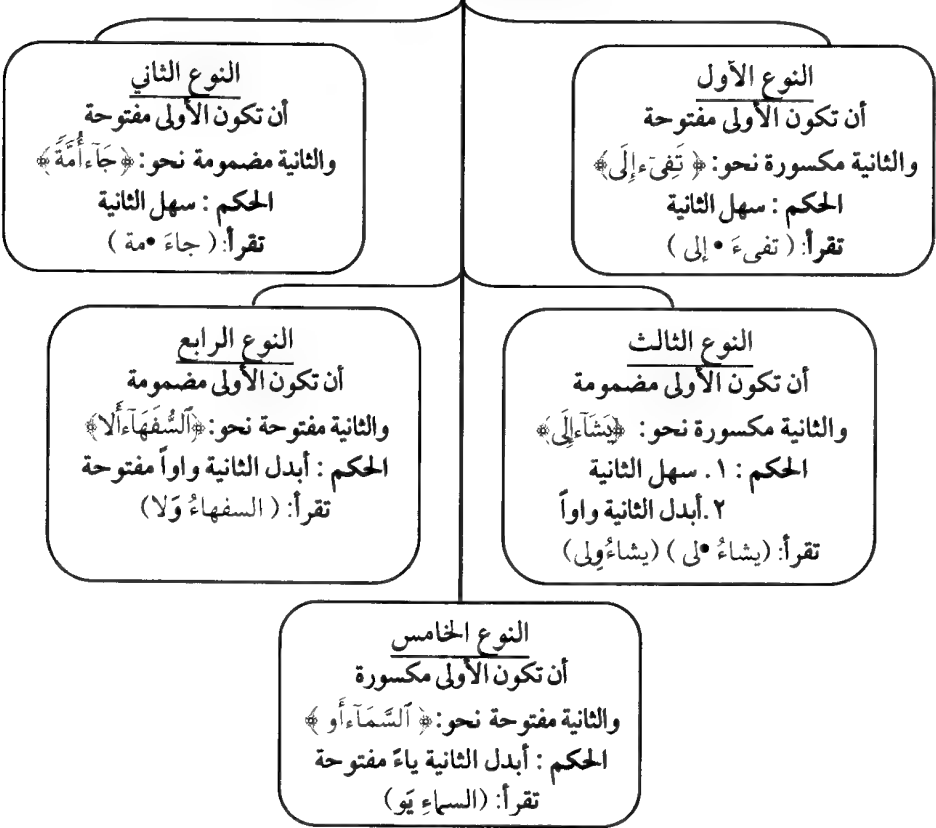 النوع الأول
أن تكون الأولى مفتوحة
والثانية مكسورة نحو: ﴿ تَفِىٓءَ إِلَى﴾
الحكم : سهل الثانية
تقرأ: ( تفىءَ • إلى )
النوع الثاني
أن تكون الأولى مفتوحة
والثانية مضمومة نحو: ﴿جَآءَأُمَّةً﴾
الحكم : سهل الثانية
تقرأ: ( جاءَ •مة )
النوع الثالث
أن تكون الأولى مضمومة
والثانية مكسورة نحو: ﴿يَشَآءُإِلَى﴾
الحكم : ١. سهل الثانية
٢.أبدل الثانية واواً
تقرأ: (يشاءُ •لى ) (يشاءُوِلى)
النوع الرابع
أن تكون الأولى مضمومة
والثانية مفتوحة نحو: ﴿ٱلسُّفَهَآءُأَلَا﴾
الحكم : أبدل الثانية واواً مفتوحة
تقرأ: ( السفهاءُ وَلا)
النوع الخامس
أن تكون الأولى مكسورة
والثانية مفتوحة نحو: ﴿ ٱلسَّمَآءِأَو ﴾
الحكم : أبدل الثانية ياءً مفتوحة
تقرأ: (السماءِ يَو)